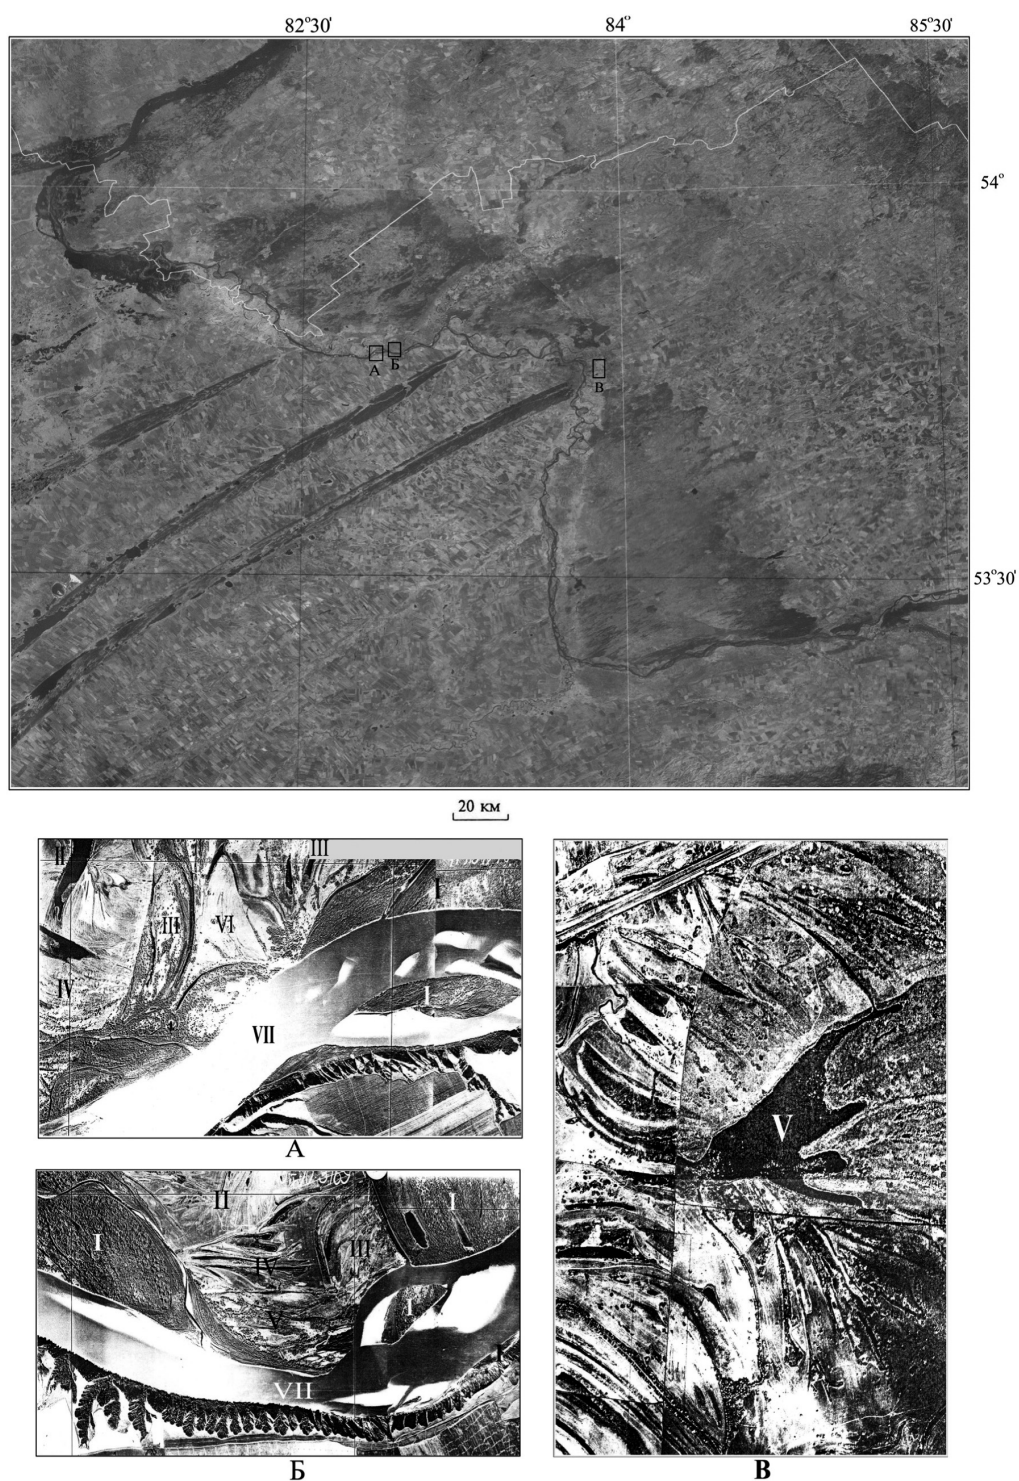 82°30' 84° 85°30'
54°
А Б В
53°30'
20 км
II III I
III VI
IV I
VII
А
II I
I III
IV
V I
I
VII
Б
V
В